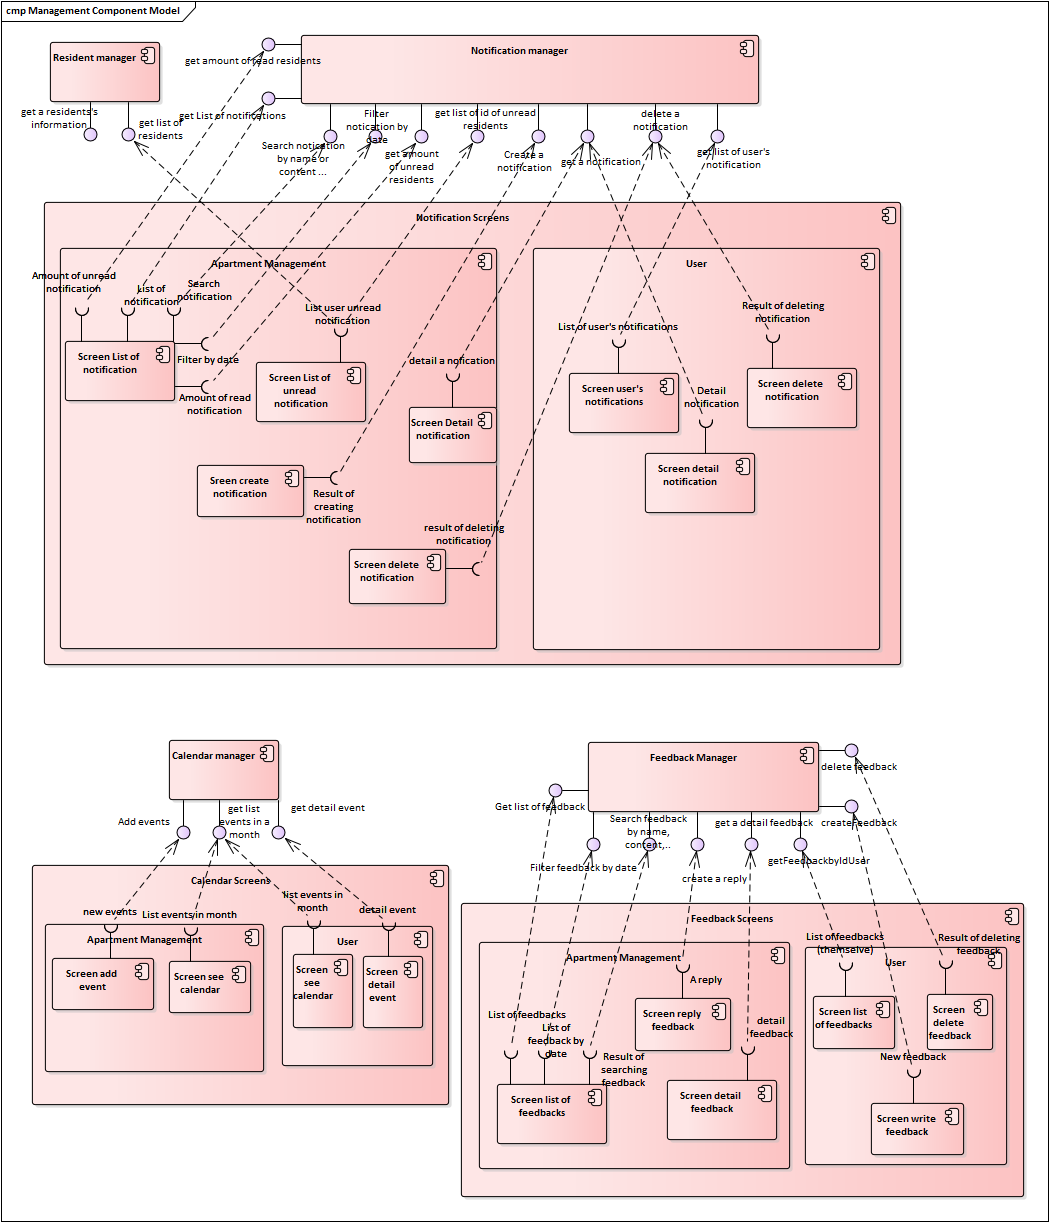 cmp Management Component Model
Resident manager
Notification manager
get amount of read residents
get a residents's
information
get list of
residents
get List of notifications
Search notication
by name or
content ...
Filter
notication by
date
get amount
of unread
residents
get list of id of unread
residents
Create a
notification
get a notification
delete a
notification
get list of user's
notification
Notification Screens
Apartment Management
User
Amount of unread
notification
List of
notification
Search
notification
List user unread
notification
Screen List of
notification
Filter by date
Amount of read
notification
Screen List of
unread
notification
detail a nofication
Screen Detail
notification
Sreen create
notification
Result of
creating
notification
result of deleting
notification
Screen delete
notification
List of user's notifications
Screen user's
notifications
Result of deleting
notification
Screen delete
notification
Detail
notification
Screen detail
notification
Calendar manager
Add events
get list
events in a
month
get detail event
Calendar Screens
new events
List events in month
Apartment Management
Screen add
event
Screen see
calendar
list events in
month
detail event
User
Screen
see
calendar
Screen
detail
event
Feedback Manager
Get list of feedback
delete feedback
createFeedback
Filter feedback by date
Search feedback
by name,
content,..
create a reply
get a detail feedback
getFeedbackbyIdUser
Feedback Screens
Apartment Management
A reply
Screen reply
feedback
List of feedbacks
List of
feedback by
date
Result of
searching
feedback
Screen list of
feedbacks
detail
feedback
Screen detail
feedback
List of feedbacks
(themselve)
User
Result of deleting
feedback
Screen list
of feedbacks
Screen
delete
feedback
New feedback
Screen write
feedback